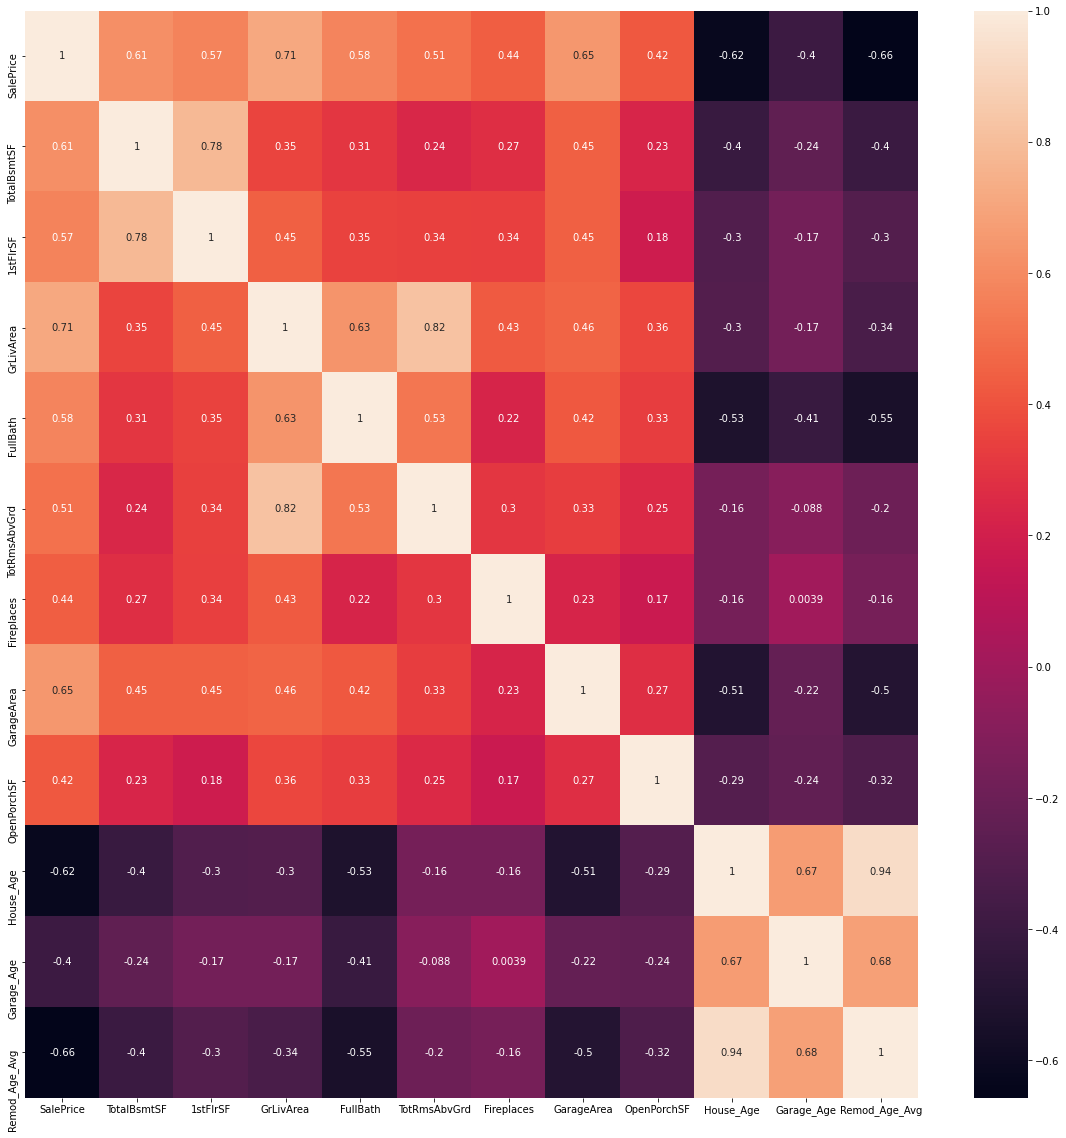 SalePrice 1 0.61 0.57 0.71 0.58 0.51 0.44 0.65 0.42 -0.62 -0.4 -0.66
TotalBsmtSF 0.61 1 0.78 0.35 0.31 0.24 0.27 0.45 0.23 -0.4 -0.24 -0.4
1stFlrSF 0.57 0.78 1 0.45 0.35 0.34 0.34 0.45 0.18 -0.3 -0.17 -0.3
GrLivArea 0.71 0.35 0.45 1 0.63 0.82 0.43 0.46 0.36 -0.3 -0.17 -0.34
FullBath 0.58 0.31 0.35 0.63 1 0.53 0.22 0.42 0.33 -0.53 -0.41 -0.55
TotRmsAbvGrd 0.51 0.24 0.34 0.82 0.53 1 0.3 0.33 0.25 -0.16 -0.088 -0.2
Fireplaces 0.44 0.27 0.34 0.43 0.22 0.3 1 0.23 0.17 -0.16 0.0039 -0.16
GarageArea 0.65 0.45 0.45 0.46 0.42 0.33 0.23 1 0.27 -0.51 -0.22 -0.5
OpenPorchSF 0.42 0.23 0.18 0.36 0.33 0.25 0.17 0.27 1 -0.29 -0.24 -0.32
House_Age -0.62 -0.4 -0.3 -0.3 -0.53 -0.16 -0.16 -0.51 -0.29 1 0.67 0.94
Garage_Age -0.4 -0.24 -0.17 -0.17 -0.41 -0.088 0.0039 -0.22 -0.24 0.67 1 0.68
Remod_Age_Avg -0.66 -0.4 -0.3 -0.34 -0.55 -0.2 -0.16 -0.5 -0.32 0.94 0.68 1
SalePrice TotalBsmtSF 1stFlrSF GrLivArea FullBath TotRmsAbvGrd Fireplaces GarageArea OpenPorchSF House_Age Garage_Age Remod_Age_Avg
1.0
0.8
0.6
0.4
0.2
0.0
−0.2
−0.4
−0.6